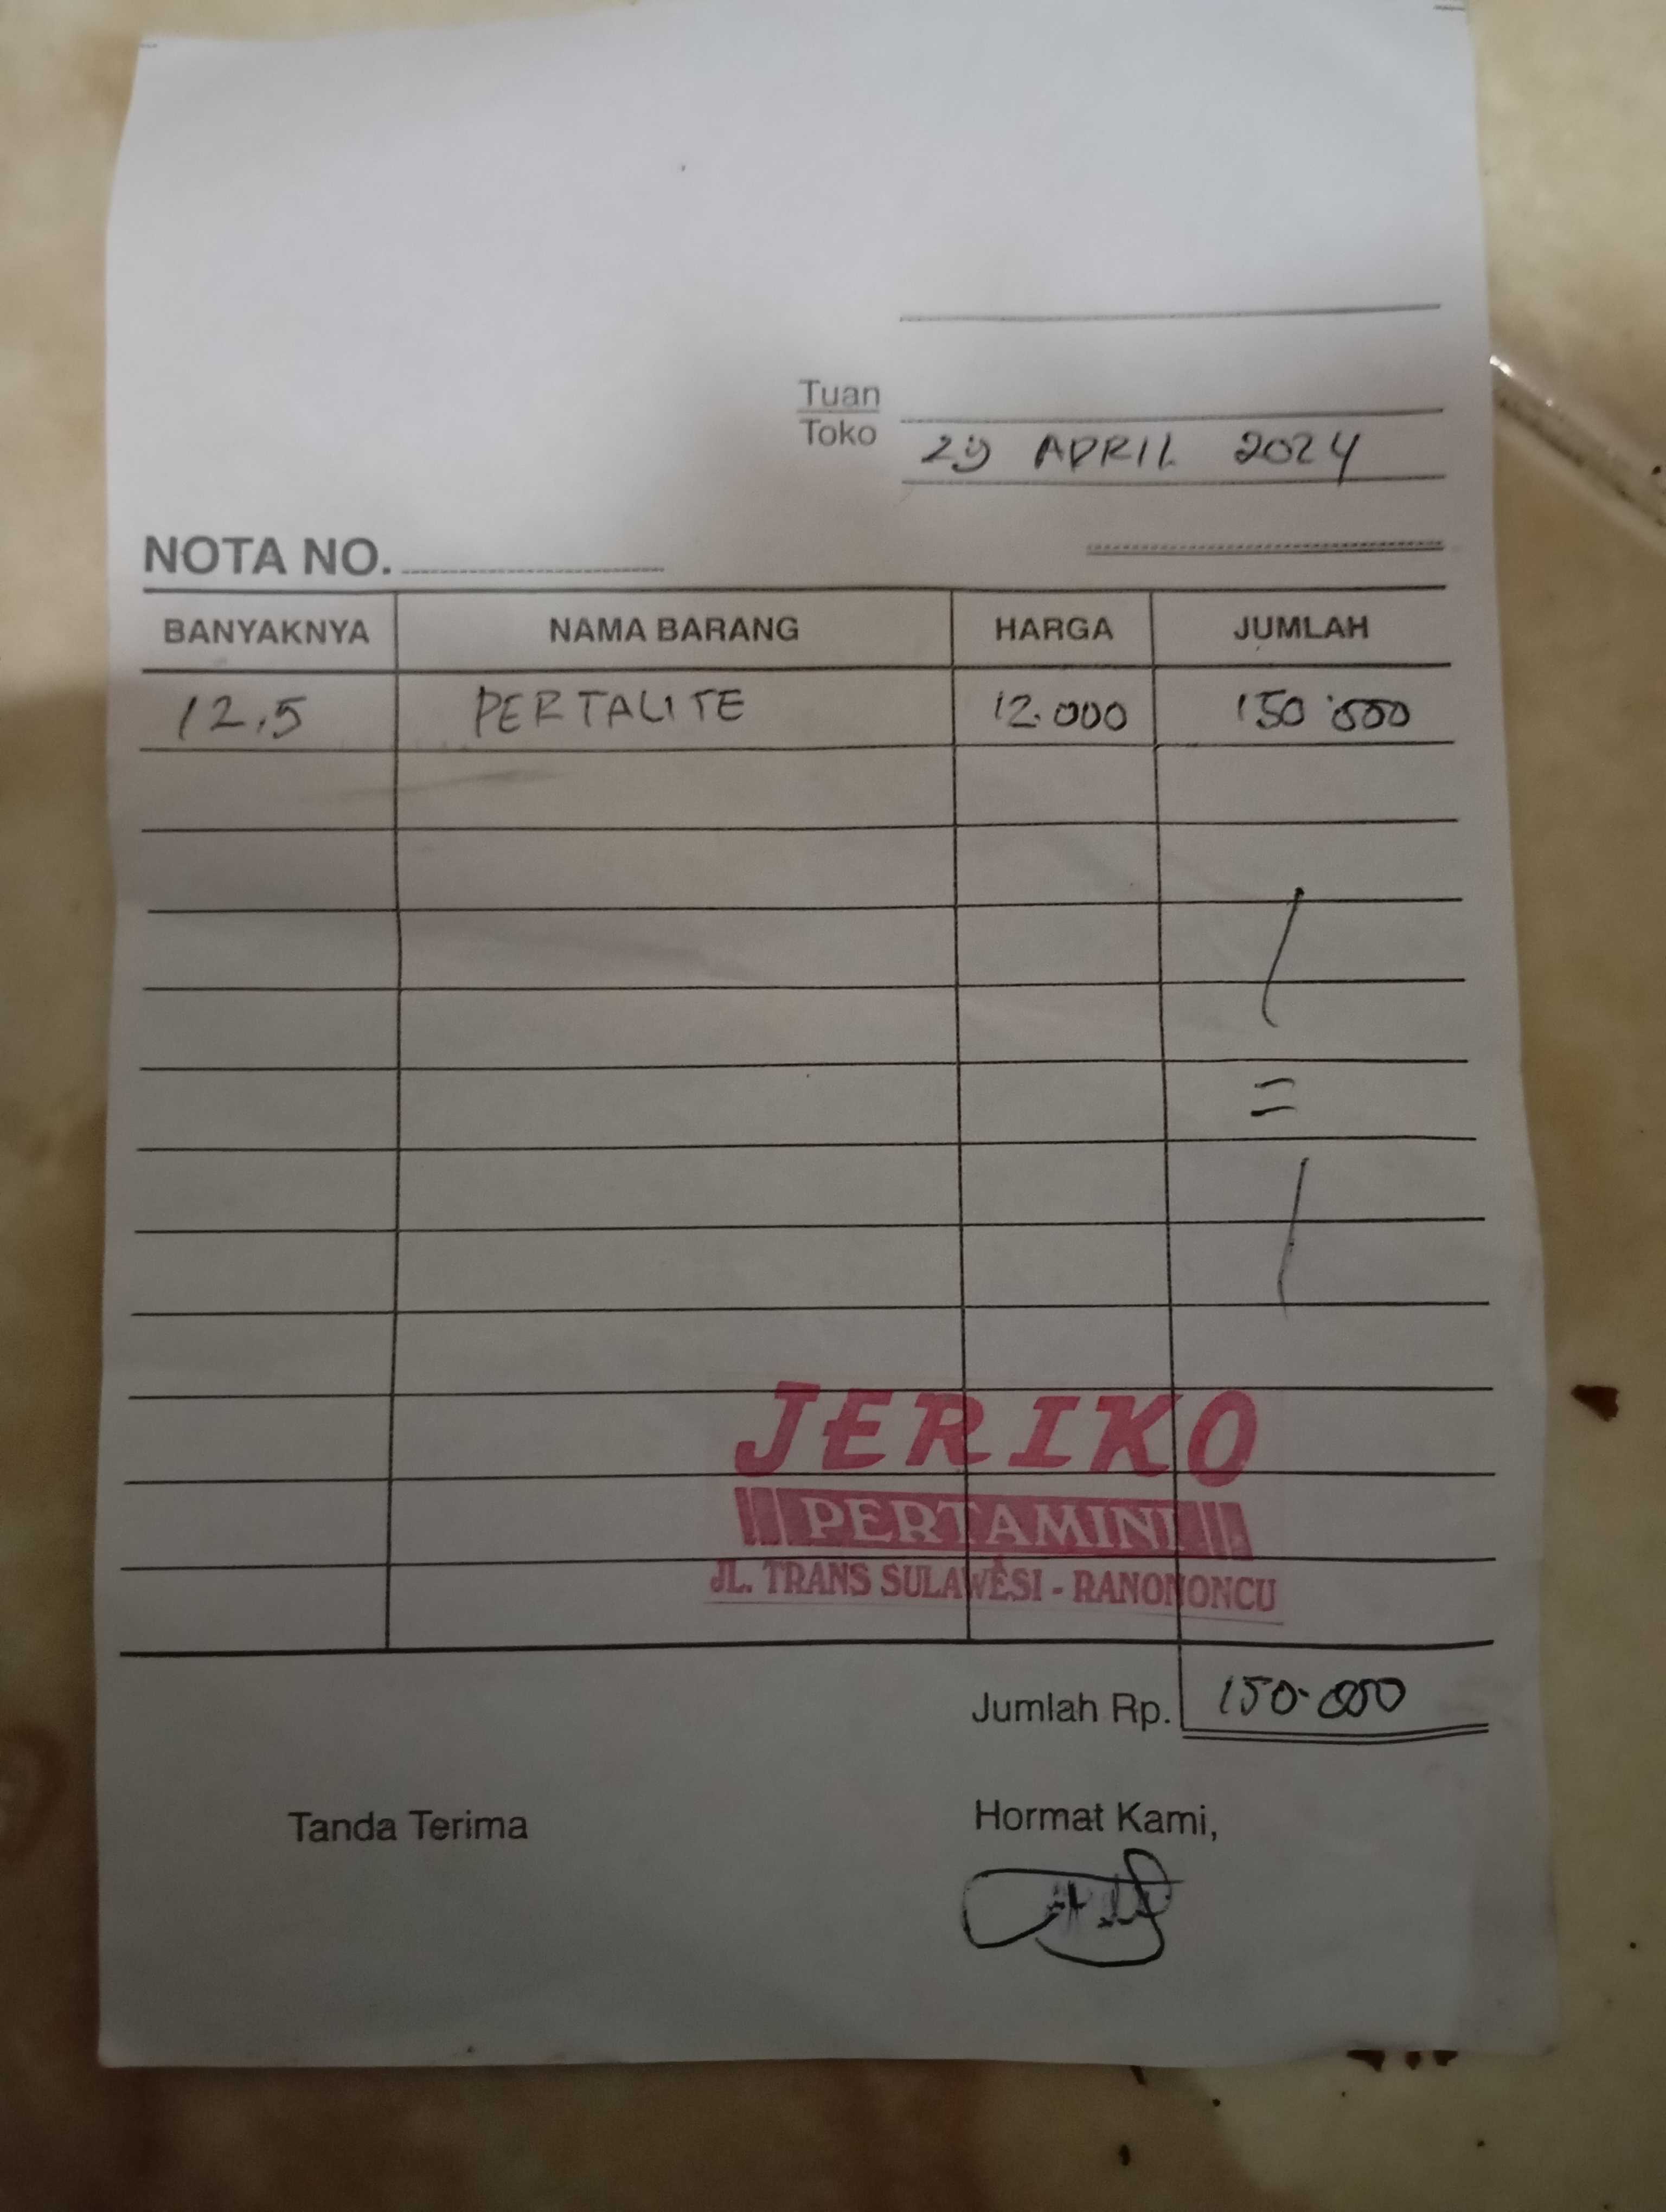 Tuan
Toko
29 APRIL 2024
NOTA NO.
BANYAKNYA NAMA BARANG HARGA JUMLAH
12,5 PERTALITE 12.000 150.000
=
JERIKO
PERTAMINI
JL. TRANS SULAWESI - RANONONCU
Jumlah Rp. 150.000
Tanda Terima Hormat Kami,